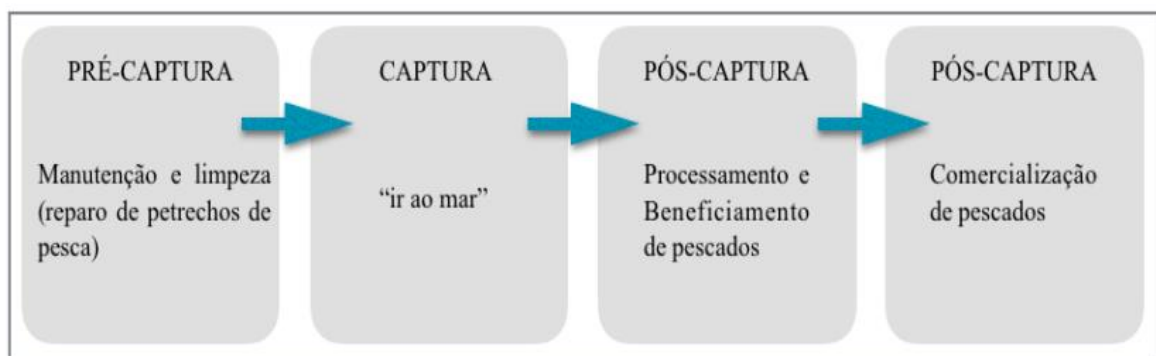 PRÉ-CAPTURA
Manutenção e limpeza
(reparo de petrechos de
pesca)
CAPTURA
“ir ao mar”
PÓS-CAPTURA
Processamento e
Beneficiamento
de pescados
PÓS-CAPTURA
Comercialização
de pescados